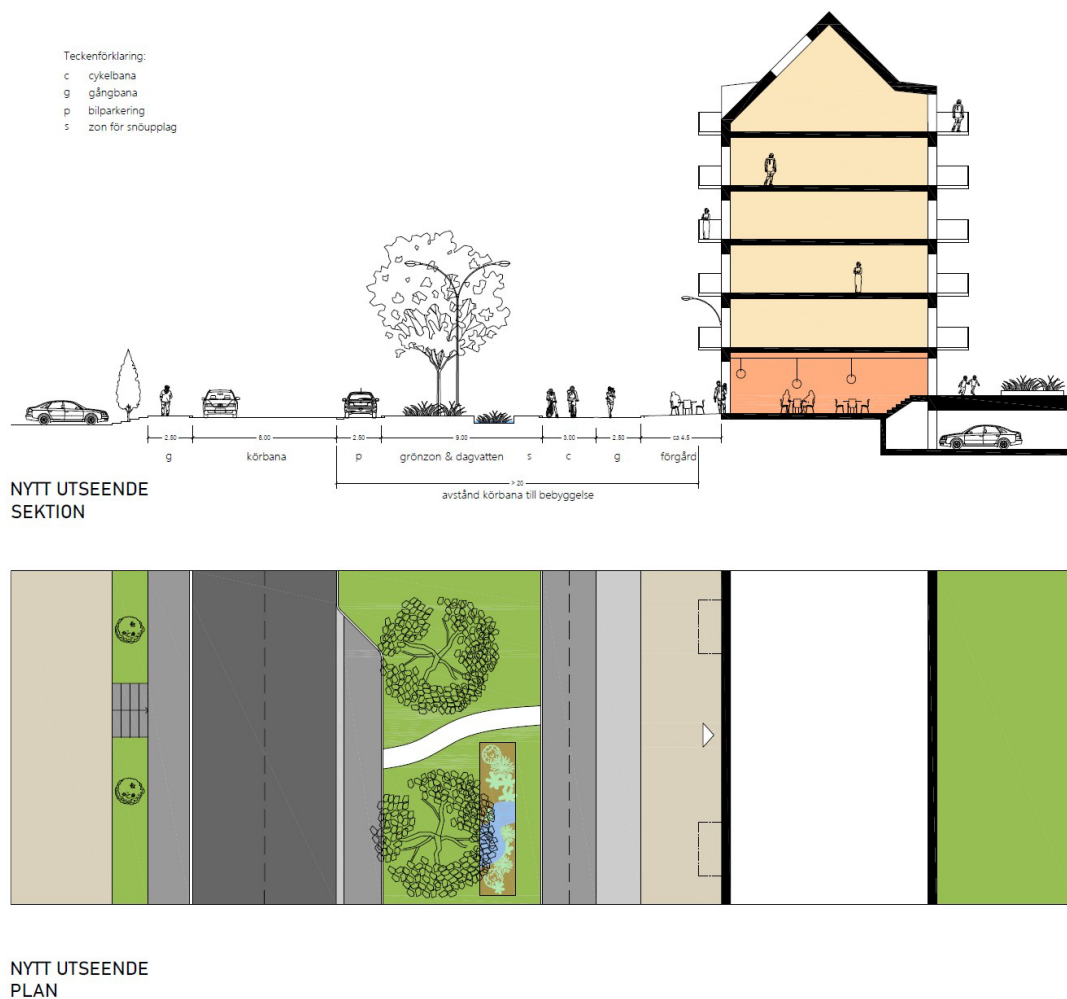 Teckenförklaring:
c cykelbana
g gångbana
p bilparkering
s zon för snöupplag
2.50 8.00 2.50 9.00 3.00 2.50 ca 4.5
g körbana p grönzon & dagvatten s c g förgård
> 20
avstånd körbana till bebyggelse
NYTT UTSEENDE
SEKTION
NYTT UTSEENDE
PLAN